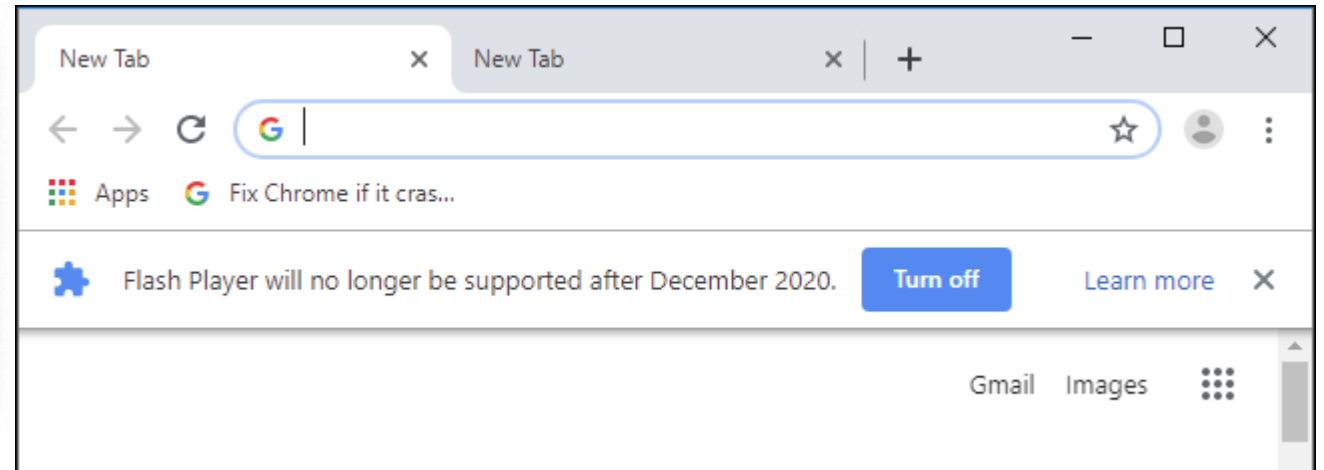 New Tab New Tab
Apps Fix Chrome if it cras...
Flash Player will no longer be supported after December 2020. Turn off Learn more
Gmail Images